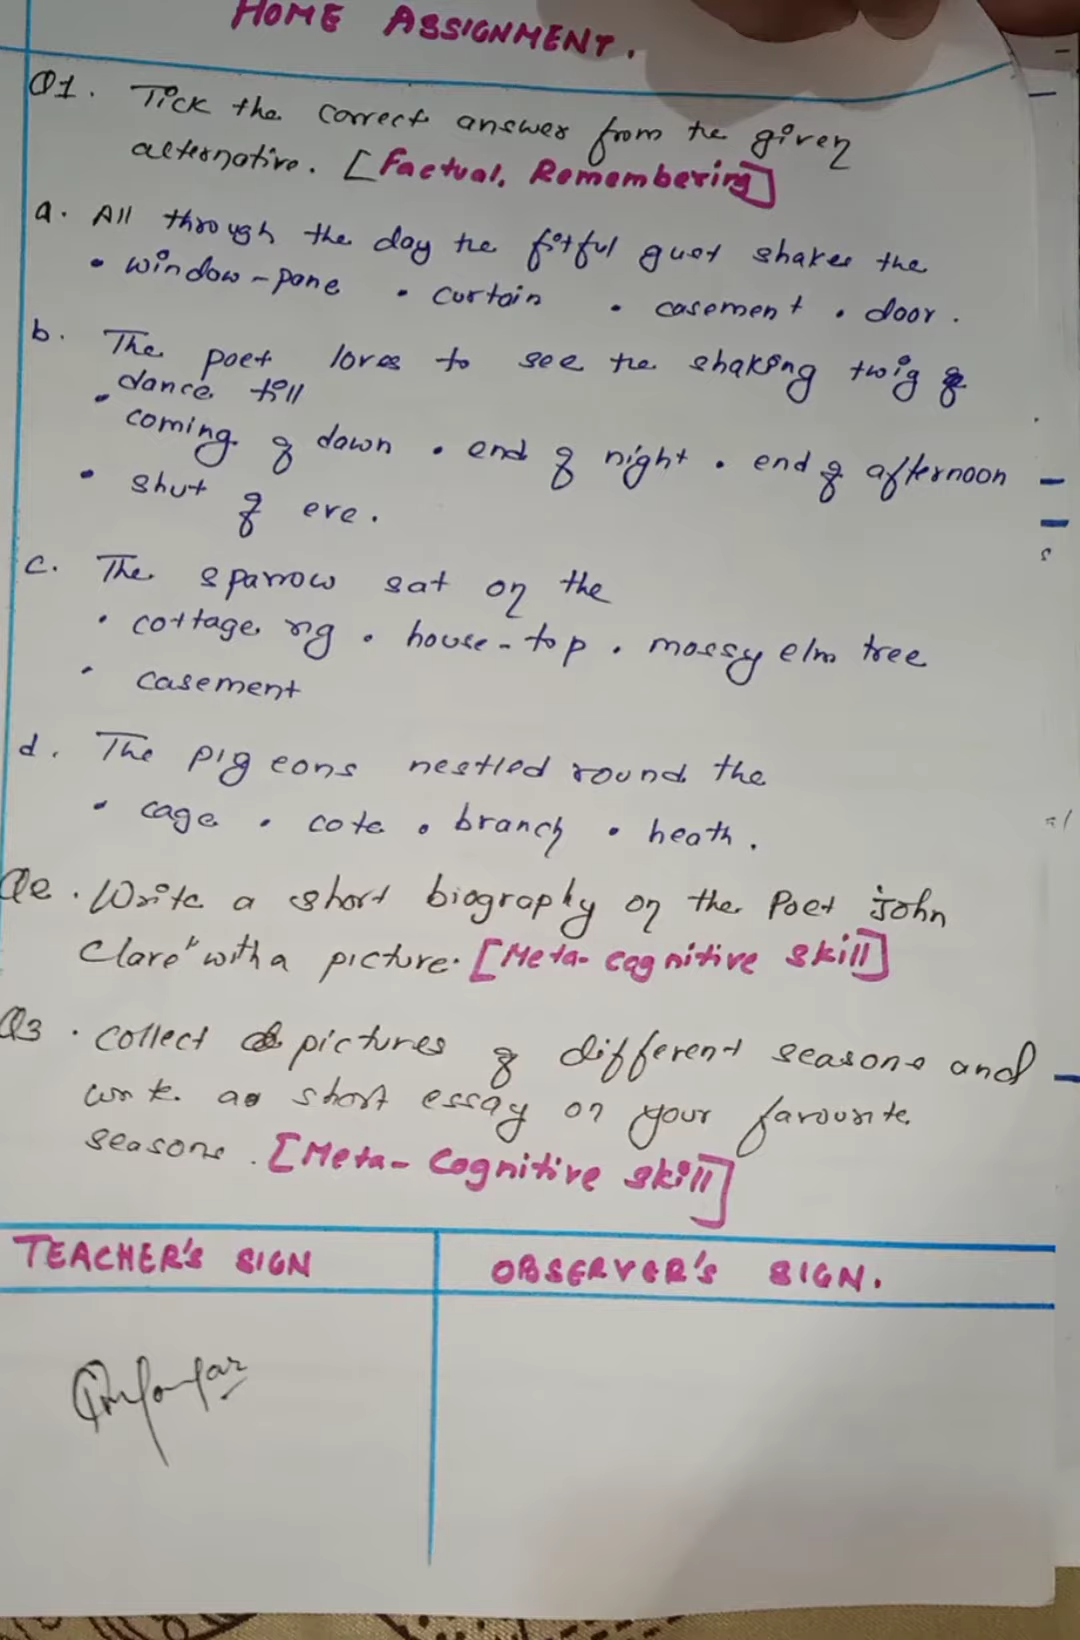 HOME ASSIGNMENT.
Q1. Tick the correct answer from the given
alternative. [Factual, Remembering]
a. All through the day the fitful gust shakes the
• window-pane • curtain • casement • door.
b. The poet loves to see the shaking twig
dance till
• coming of dawn • end of night • end of afternoon
• shut of eve.
c. The sparrow sat on the
• cottage rig • house-top • mossy elm tree
• casement
d. The pigeons nestled round the
• cage • cote • branch • heath.
Q2. Write a short biography on the Poet John
Clare" with a picture. [Meta-cognitive skill]
Q3. collect pictures of different seasons and
write as short essay on your favourite
seasons. [Meta-Cognitive skill]
TEACHER'S SIGN OBSERVER'S SIGN.